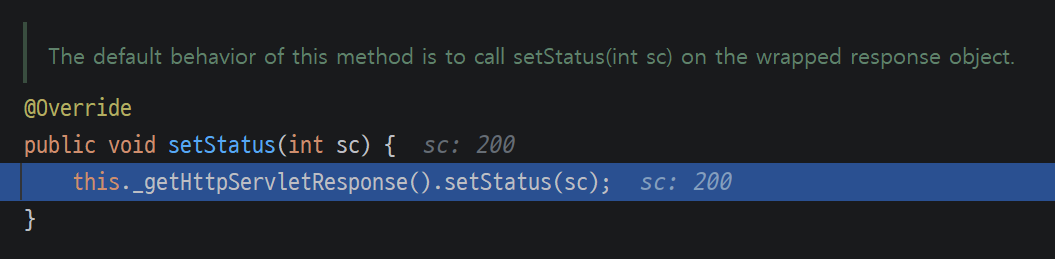 The default behavior of this method is to call setStatus(int sc) on the wrapped response object.
@Override
public void setStatus(int sc) {  sc: 200
    this._getHttpServletResponse().setStatus(sc);  sc: 200
}